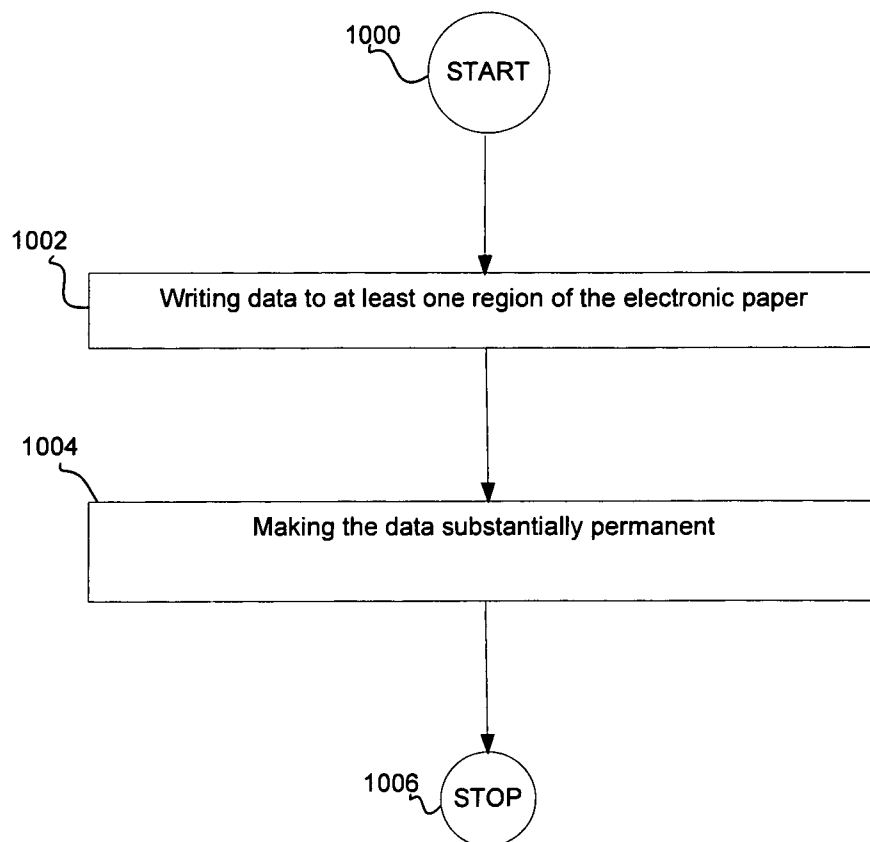 1000
START
1002
Writing data to at least one region of the electronic paper
1004
Making the data substantially permanent
1006
STOP